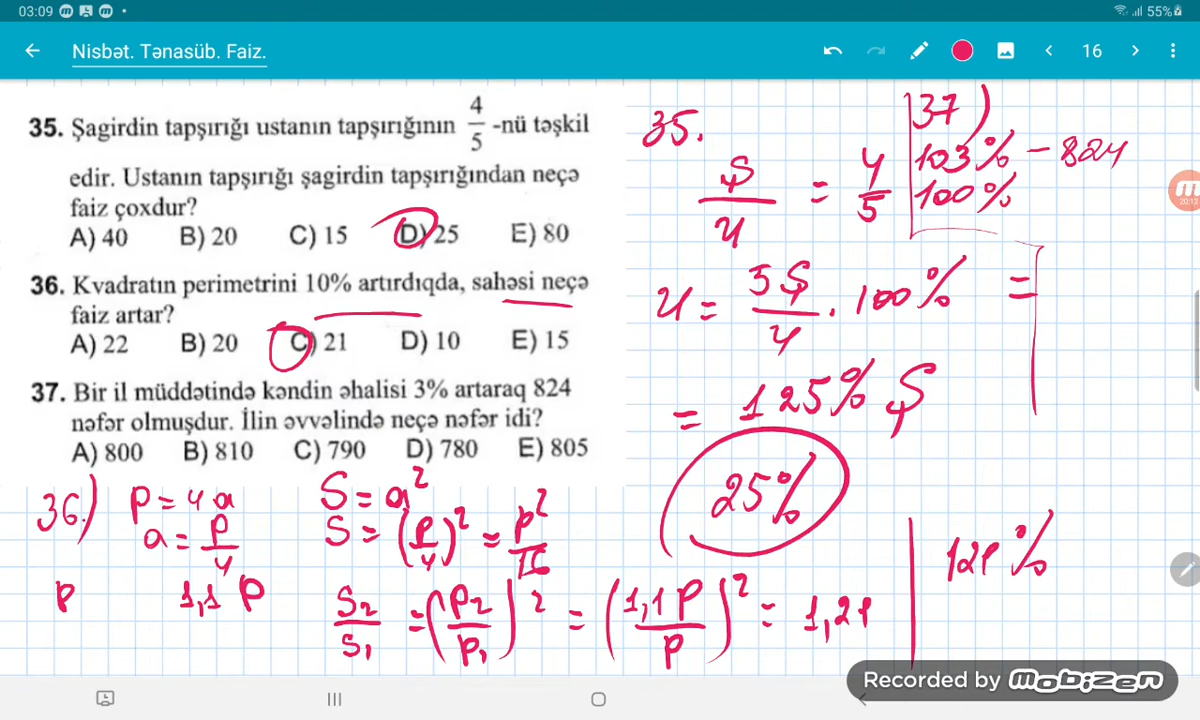 03:09 55%
Nisbət. Tənasüb. Faiz. 16
35. Şagirdin tapşırığı ustanın tapşırığının 4/5 -nü təşkil
edir. Ustanın tapşırığı şagirdin tapşırığından neçə
faiz çoxdur?
A) 40 B) 20 C) 15 D) 25 E) 80
36. Kvadratın perimetrini 10% artırdıqda, sahəsi neçə
faiz artar?
A) 22 B) 20 C) 21 D) 10 E) 15
37. Bir il müddətində kəndin əhalisi 3% artaraq 824
nəfər olmuşdur. İlin əvvəlində neçə nəfər idi?
A) 800 B) 810 C) 790 D) 780 E) 805
35.
Ş/U = 4/5
U = 5Ş/4 · 100% =
= 125% Ş
25%
37)
103% – 824
100%
36.) P = 4a S = a²
a = P/4 S = (P/4)² = P²/16
P 1,1 P
S₂/S₁ = (P₂/P₁)² = (1,1P/P)² = 1,21
121%
20:13
Recorded by Mobizen